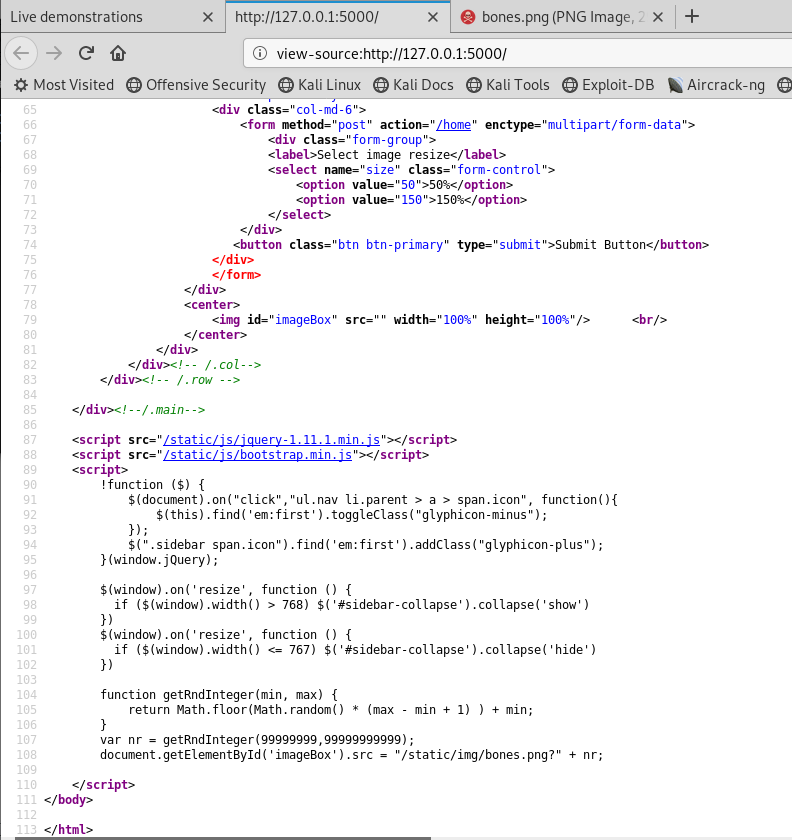 Live demonstrations × http://127.0.0.1:5000/ × bones.png (PNG Image, 2 × +
view-source:http://127.0.0.1:5000/
Most Visited Offensive Security Kali Linux Kali Docs Kali Tools Exploit-DB Aircrack-ng
65 <div class="col-md-6">
66 <form method="post" action="/home" enctype="multipart/form-data">
67 <div class="form-group">
68 <label>Select image resize</label>
69 <select name="size" class="form-control">
70 <option value="50">50%</option>
71 <option value="150">150%</option>
72 </select>
73 </div>
74 <button class="btn btn-primary" type="submit">Submit Button</button>
75 </div>
76 </form>
77 </div>
78 <center>
79 <img id="imageBox" src="" width="100%" height="100%"/> <br/>
80 </center>
81 </div>
82 </div><!-- /.col-->
83 </div><!-- /.row -->
84
85 </div><!--/.main-->
86
87 <script src="/static/js/jquery-1.11.1.min.js"></script>
88 <script src="/static/js/bootstrap.min.js"></script>
89 <script>
90 !function ($) {
91 $(document).on("click","ul.nav li.parent > a > span.icon", function(){
92 $(this).find('em:first').toggleClass("glyphicon-minus");
93 });
94 $(".sidebar span.icon").find('em:first').addClass("glyphicon-plus");
95 }(window.jQuery);
96
97 $(window).on('resize', function () {
98 if ($(window).width() > 768) $('#sidebar-collapse').collapse('show')
99 })
100 $(window).on('resize', function () {
101 if ($(window).width() <= 767) $('#sidebar-collapse').collapse('hide')
102 })
103
104 function getRndInteger(min, max) {
105 return Math.floor(Math.random() * (max - min + 1) ) + min;
106 }
107 var nr = getRndInteger(99999999,99999999999);
108 document.getElementById('imageBox').src = "/static/img/bones.png?" + nr;
109
110 </script>
111 </body>
112
113 </html>